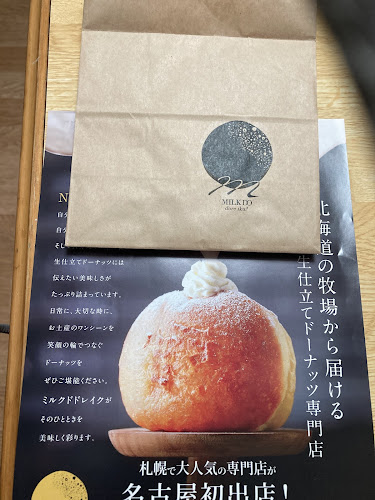 MILKTO
北海道の牧場から届ける
生仕立てドーナッツ専門店
N
自
自
そし
生仕立てドーナッツには
伝えたい美味しさが
たっぷり詰まっています。
日常に、大切な時に、
お土産のワンシーンを
笑顔の輪でつなぐ
ドーナッツを
ぜひご堪能ください。
ミルクドドレイクが
そのひとときを
美味しく彩ります。
札幌で大人気の専門店が
名古屋初出店!